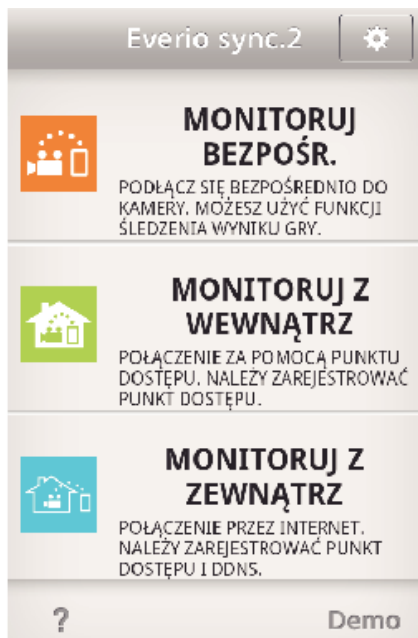 Everio sync.2
MONITORUJ
BEZPOŚR.
PODŁĄCZ SIĘ BEZPOŚREDNIO DO
KAMERY. MOŻESZ UŻYĆ FUNKCJI
ŚLEDZENIA WYNIKU GRY.
MONITORUJ Z
WEWNĄTRZ
POŁĄCZENIE ZA POMOCĄ PUNKTU
DOSTĘPU. NALEŻY ZAREJESTROWAĆ
PUNKT DOSTĘPU.
MONITORUJ Z
ZEWNĄTRZ
POŁĄCZENIE PRZEZ INTERNET.
NALEŻY ZAREJESTROWAĆ PUNKT
DOSTĘPU I DDNS.
? Demo